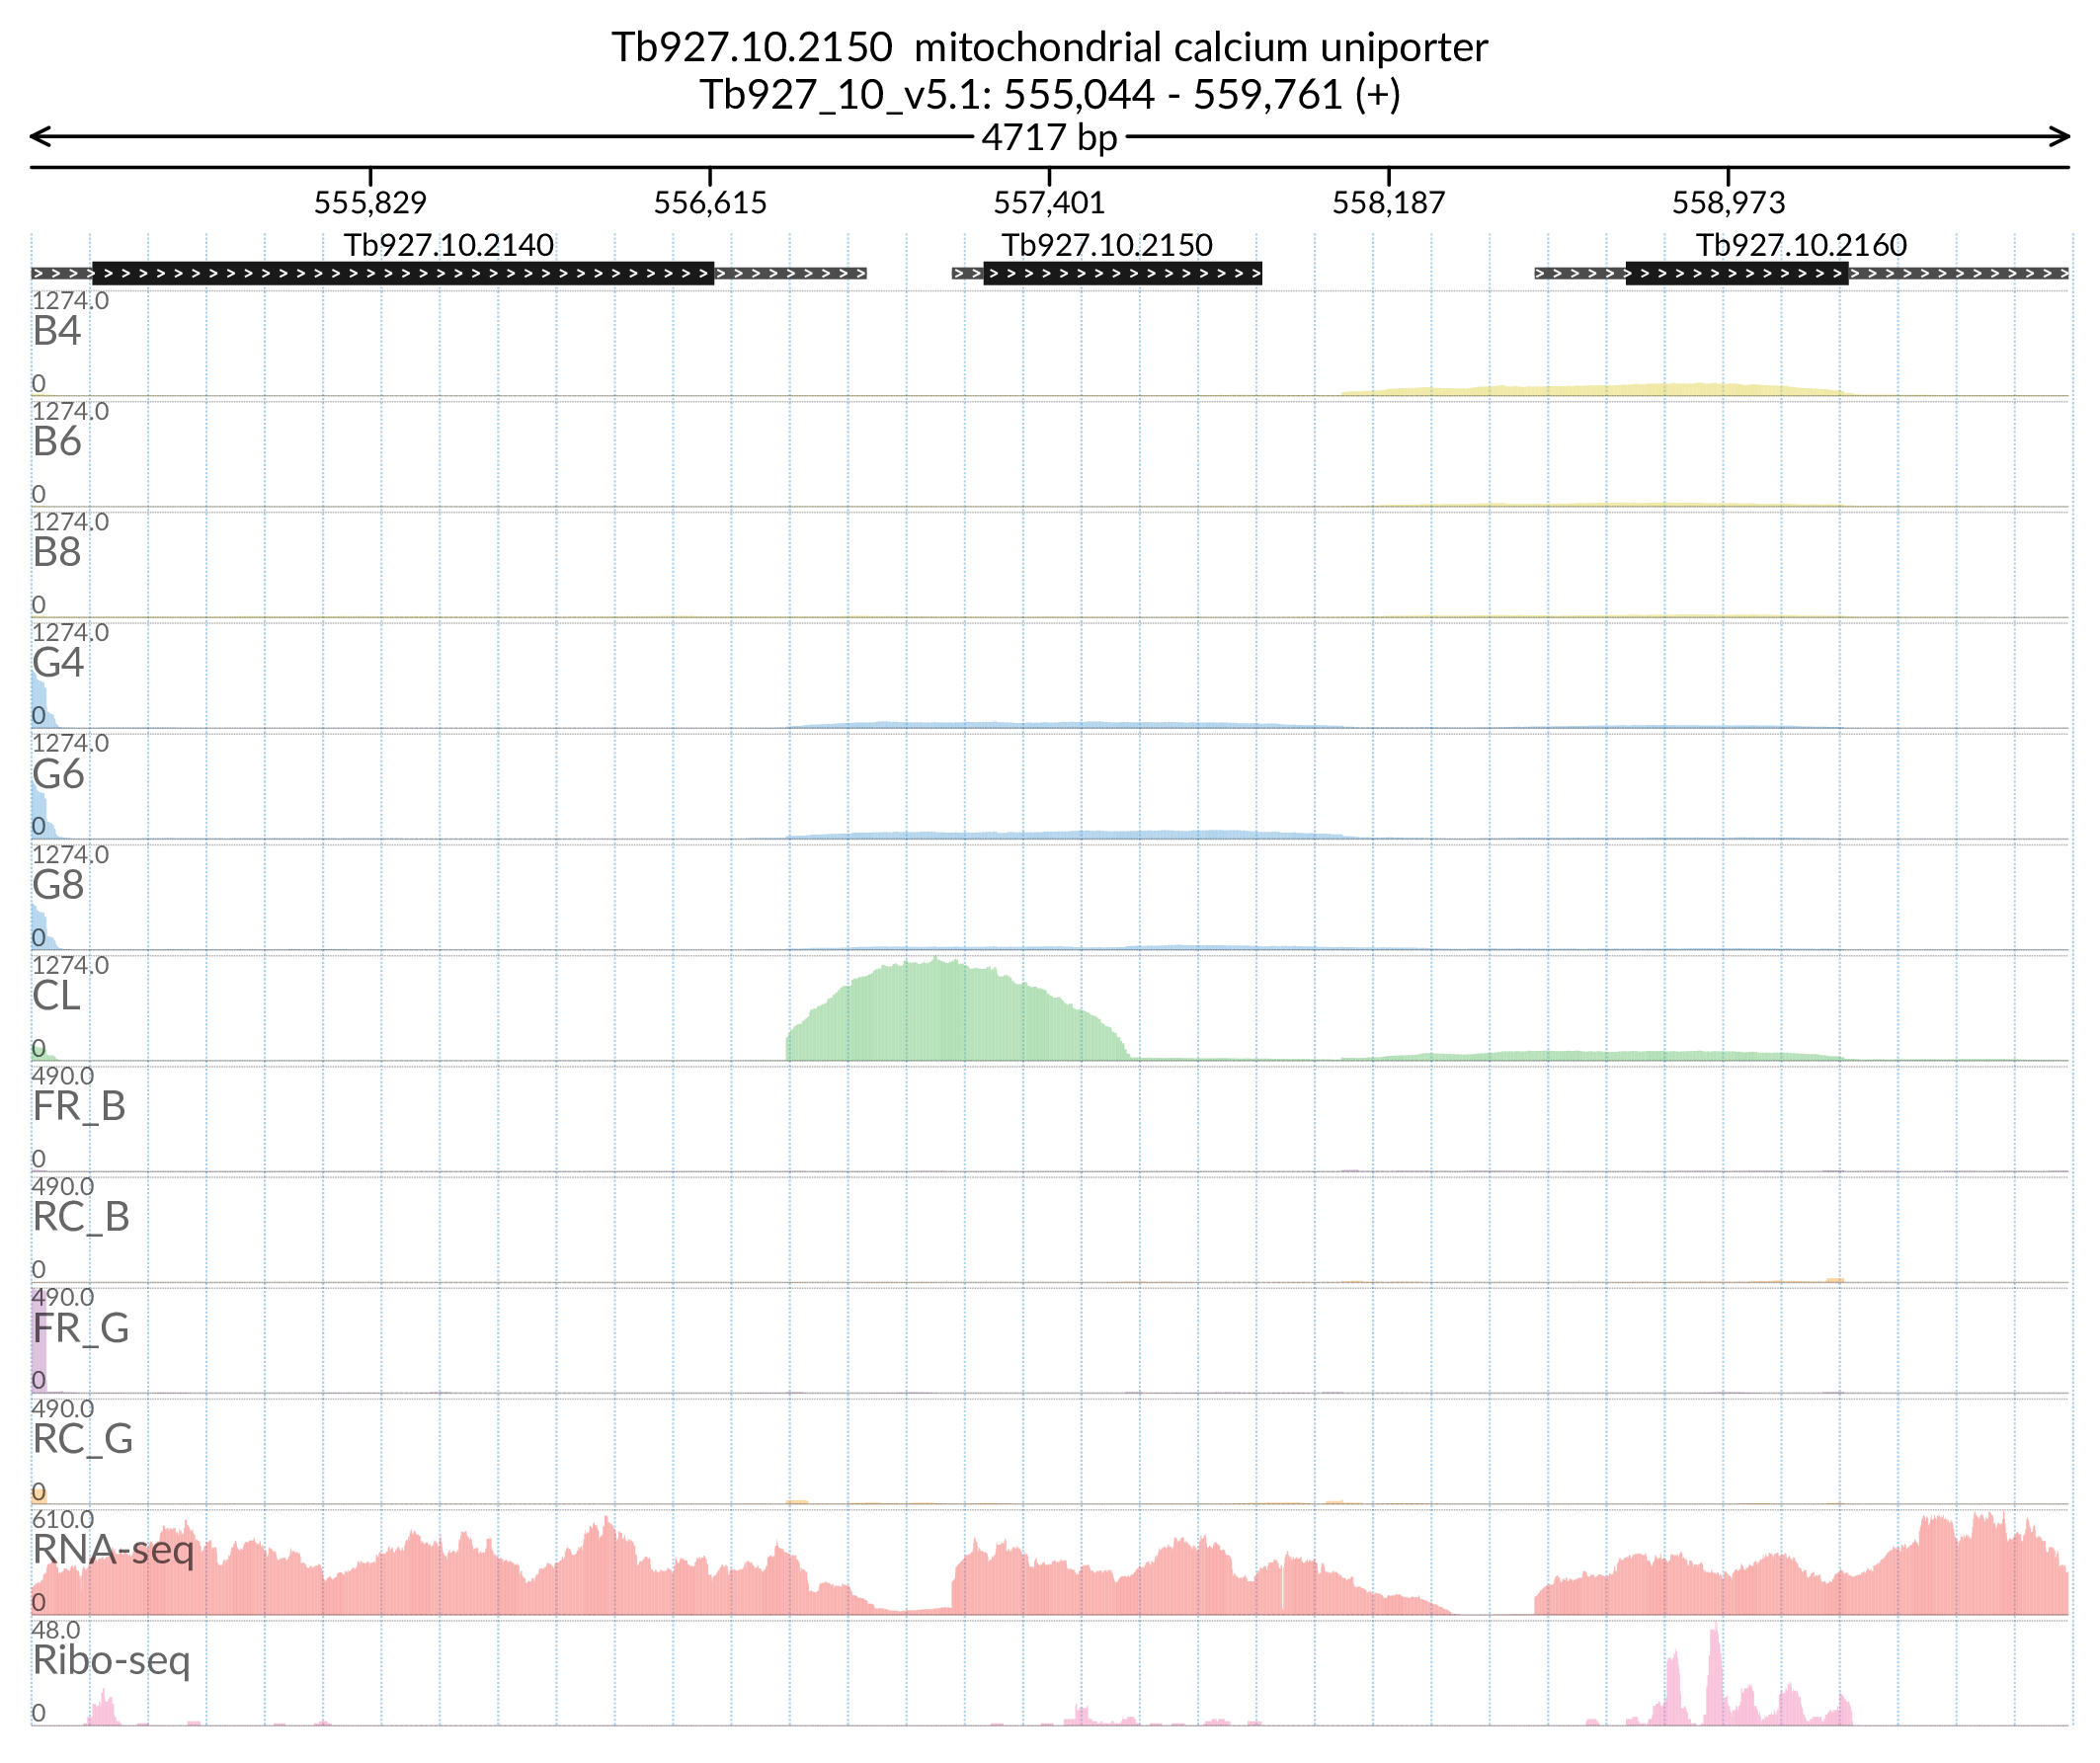 Tb927.10.2150  mitochondrial calcium uniporter
Tb927_10_v5.1: 555,044 - 559,761 (+)
4717 bp
555,829 556,615 557,401 558,187 558,973
Tb927.10.2140 Tb927.10.2150 Tb927.10.2160
1274.0
B4
0
1274.0
B6
0
1274.0
B8
0
1274.0
G4
0
1274.0
G6
0
1274.0
G8
0
1274.0
CL
0
490.0
FR_B
0
490.0
RC_B
0
490.0
FR_G
0
490.0
RC_G
0
610.0
RNA-seq
0
48.0
Ribo-seq
0